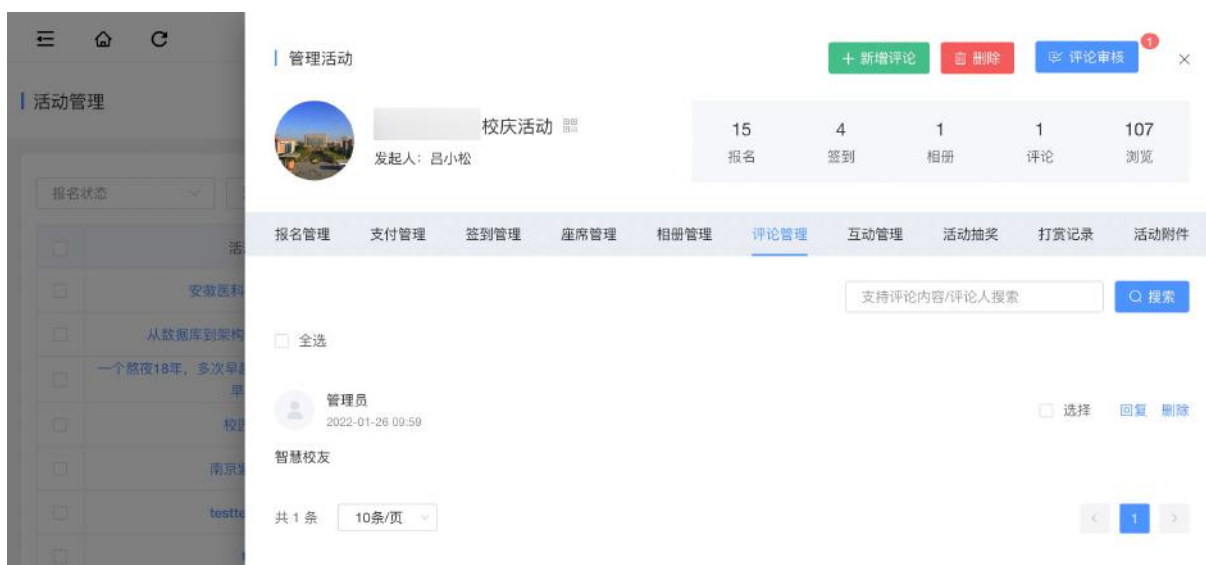 管理活动
+ 新增评论
删除
评论审核
1
活动管理
校庆活动
发起人：吕小松
15
报名
4
签到
1
相册
1
评论
107
浏览
报名状态
报名管理
支付管理
签到管理
座席管理
相册管理
评论管理
互动管理
活动抽奖
打赏记录
活动附件
活
支持评论内容/评论人搜索
搜索
安徽医科
从数据库到架构
全选
一个熬夜18年，多次早起
早
管理员
2022-01-26 09:59
选择
回复
删除
校园
智慧校友
南京
testte
共 1 条
10条/页
1